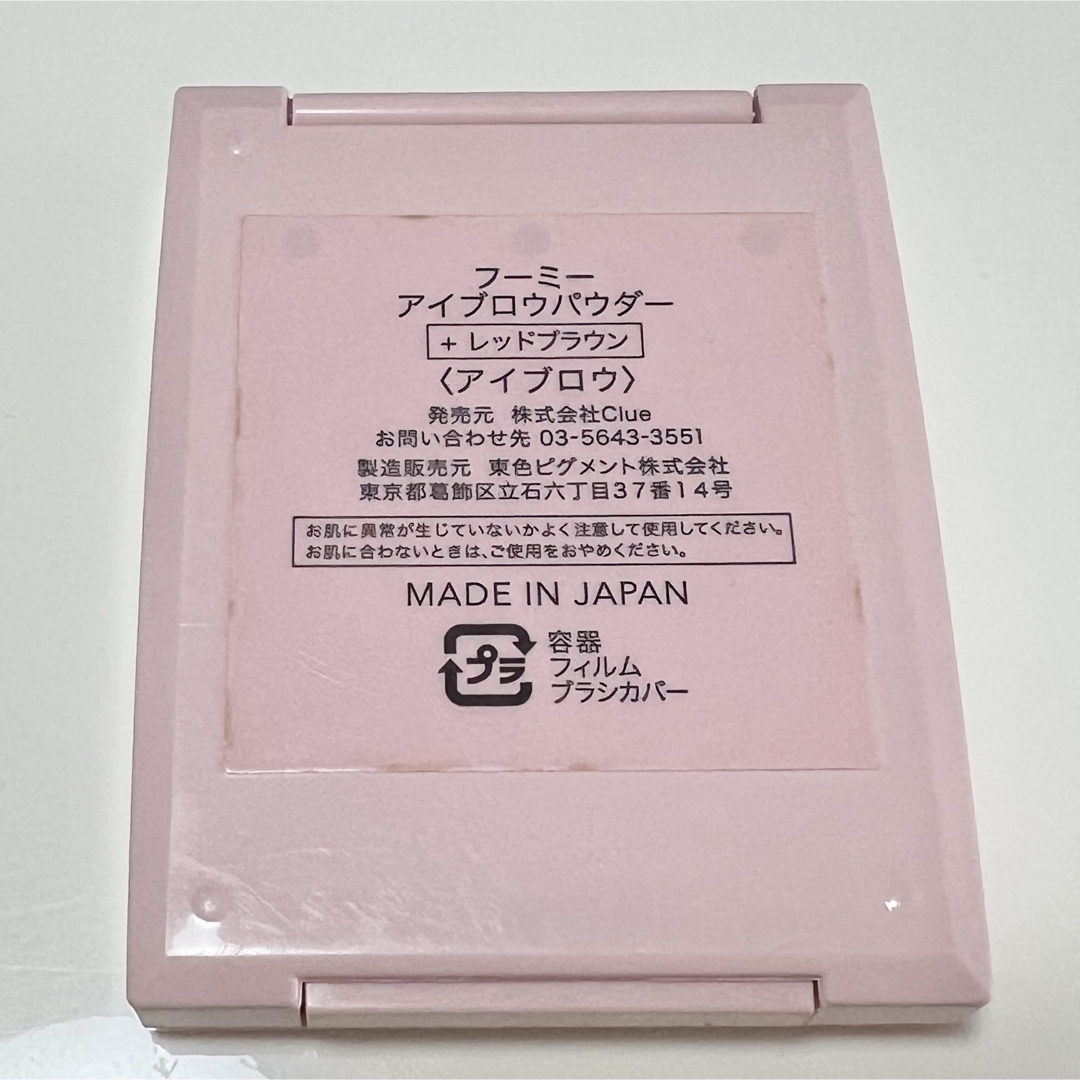 フーミー
アイブロウパウダー
+ レッドブラウン
〈アイブロウ〉
発売元 株式会社Clue
お問い合わせ先 03-5643-3551
製造販売元 東色ピグメント株式会社
東京都葛飾区立石六丁目37番14号
お肌に異常が生じていないかよく注意して使用してください。
お肌に合わないときは、ご使用をおやめください。
MADE IN JAPAN
プラ
容器
フィルム
ブラシカバー